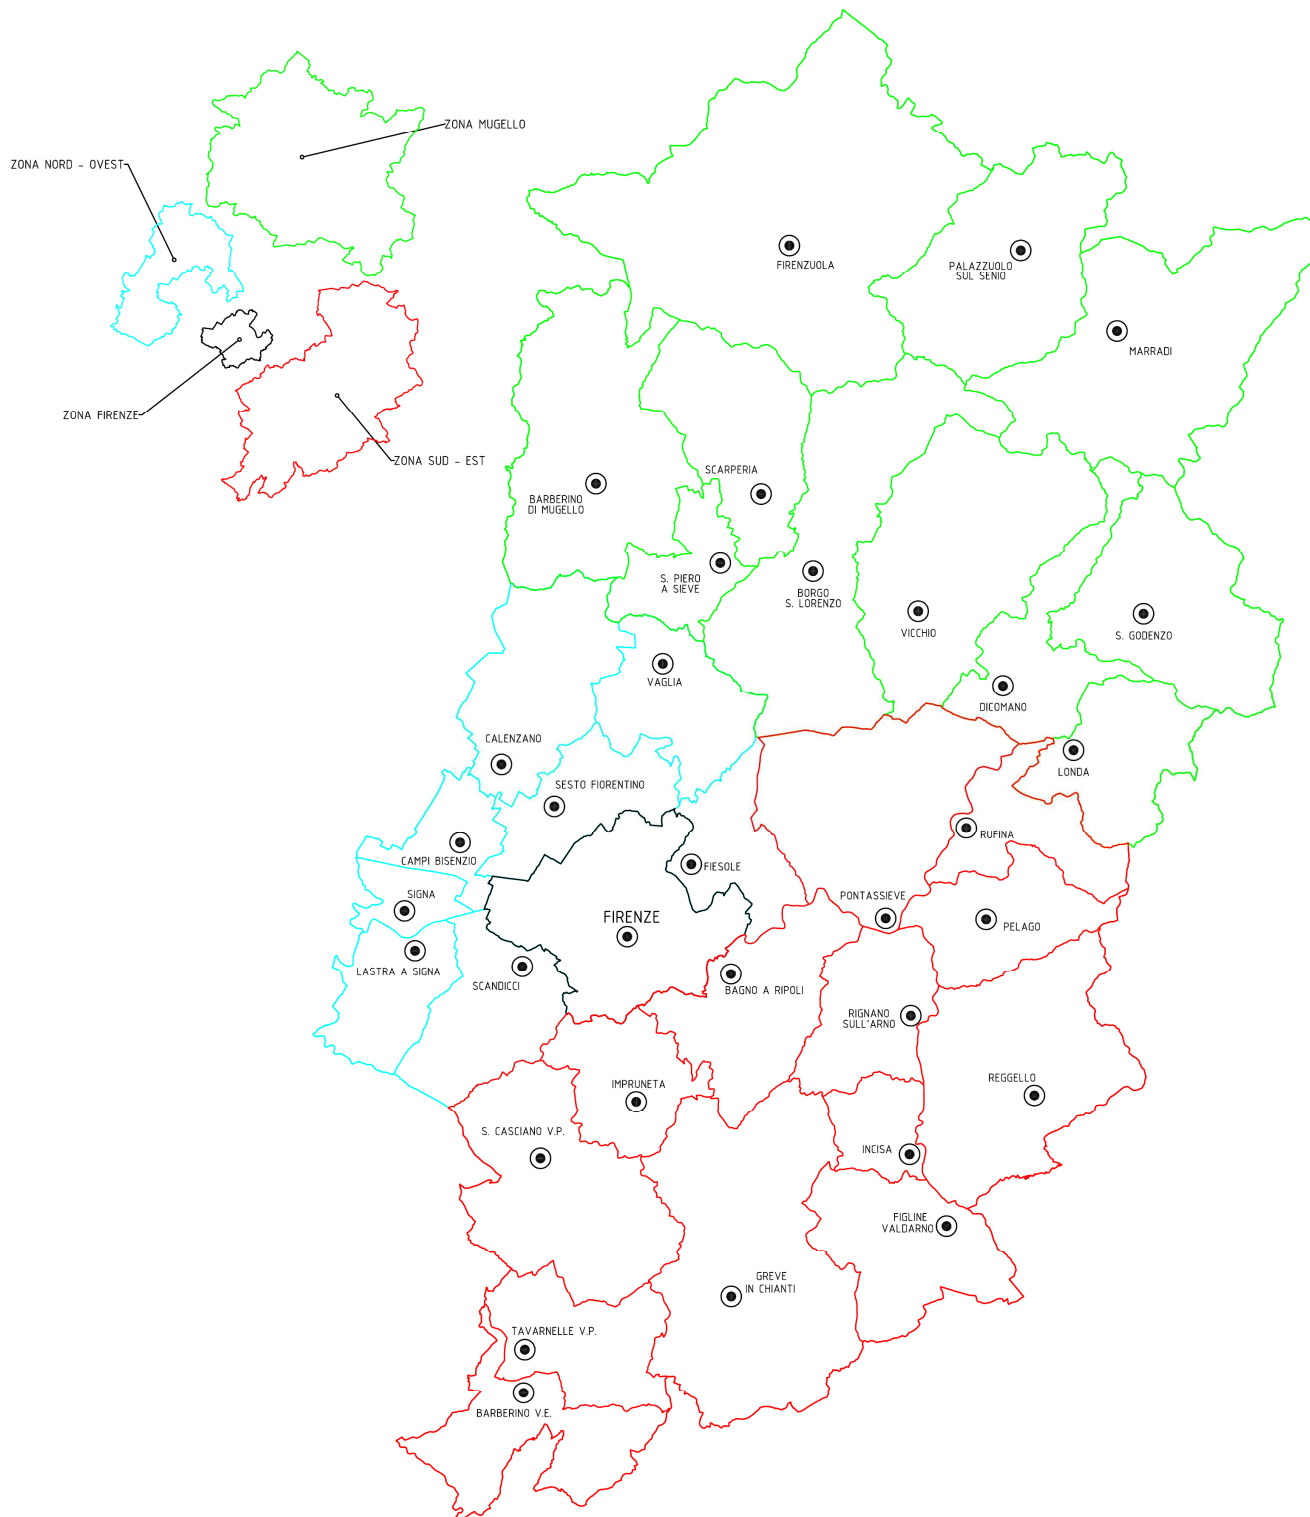 ZONA MUGELLO
ZONA NORD - OVEST
ZONA FIRENZE
ZONA SUD - EST
FIRENZUOLA
PALAZZUOLO
SUL SENIO
MARRADI
SCARPERIA
BARBERINO
DI MUGELLO
S. PIERO
A SIEVE
BORGO
S. LORENZO
VICCHIO
S. GODENZO
VAGLIA
DICOMANO
CALENZANO
LONDA
SESTO FIORENTINO
RUFINA
CAMPI BISENZIO
FIESOLE
SIGNA
PONTASSIEVE
FIRENZE
PELAGO
LASTRA A SIGNA
SCANDICCI
BAGNO A RIPOLI
RIGNANO
SULL'ARNO
IMPRUNETA
REGGELLO
S. CASCIANO V.P.
INCISA
FIGLINE
VALDARNO
GREVE
IN CHIANTI
TAVARNELLE V.P.
BARBERINO V.E.